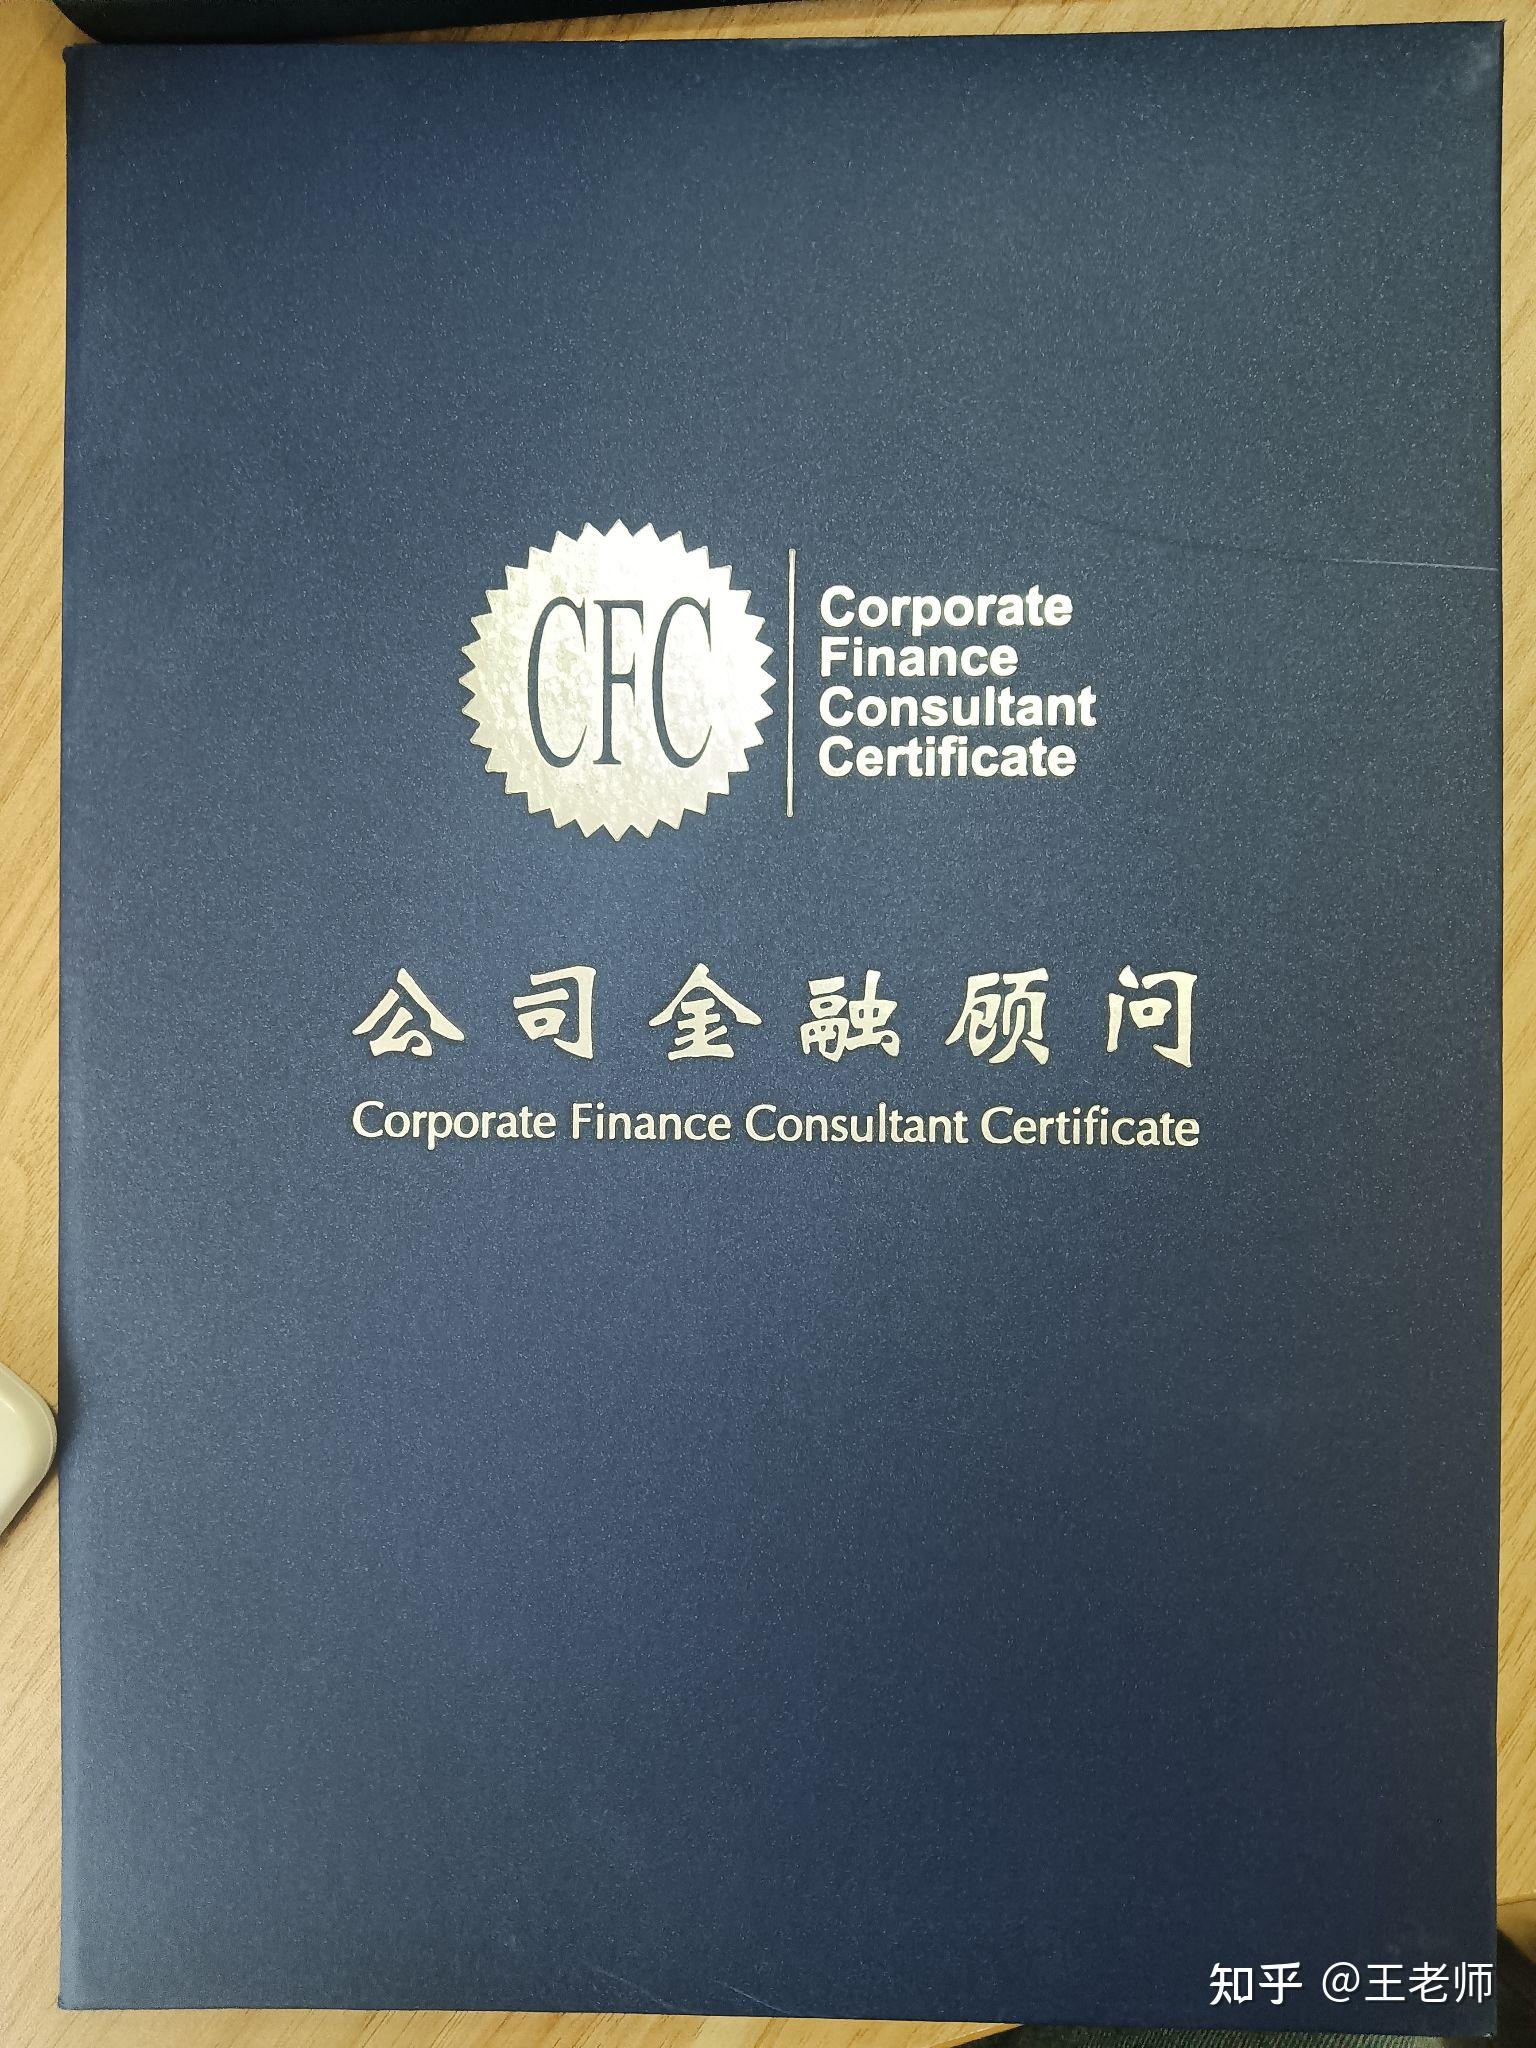 CFC
Corporate
Finance
Consultant
Certificate
公司金融顾问
Corporate Finance Consultant Certificate
知乎 @王老师